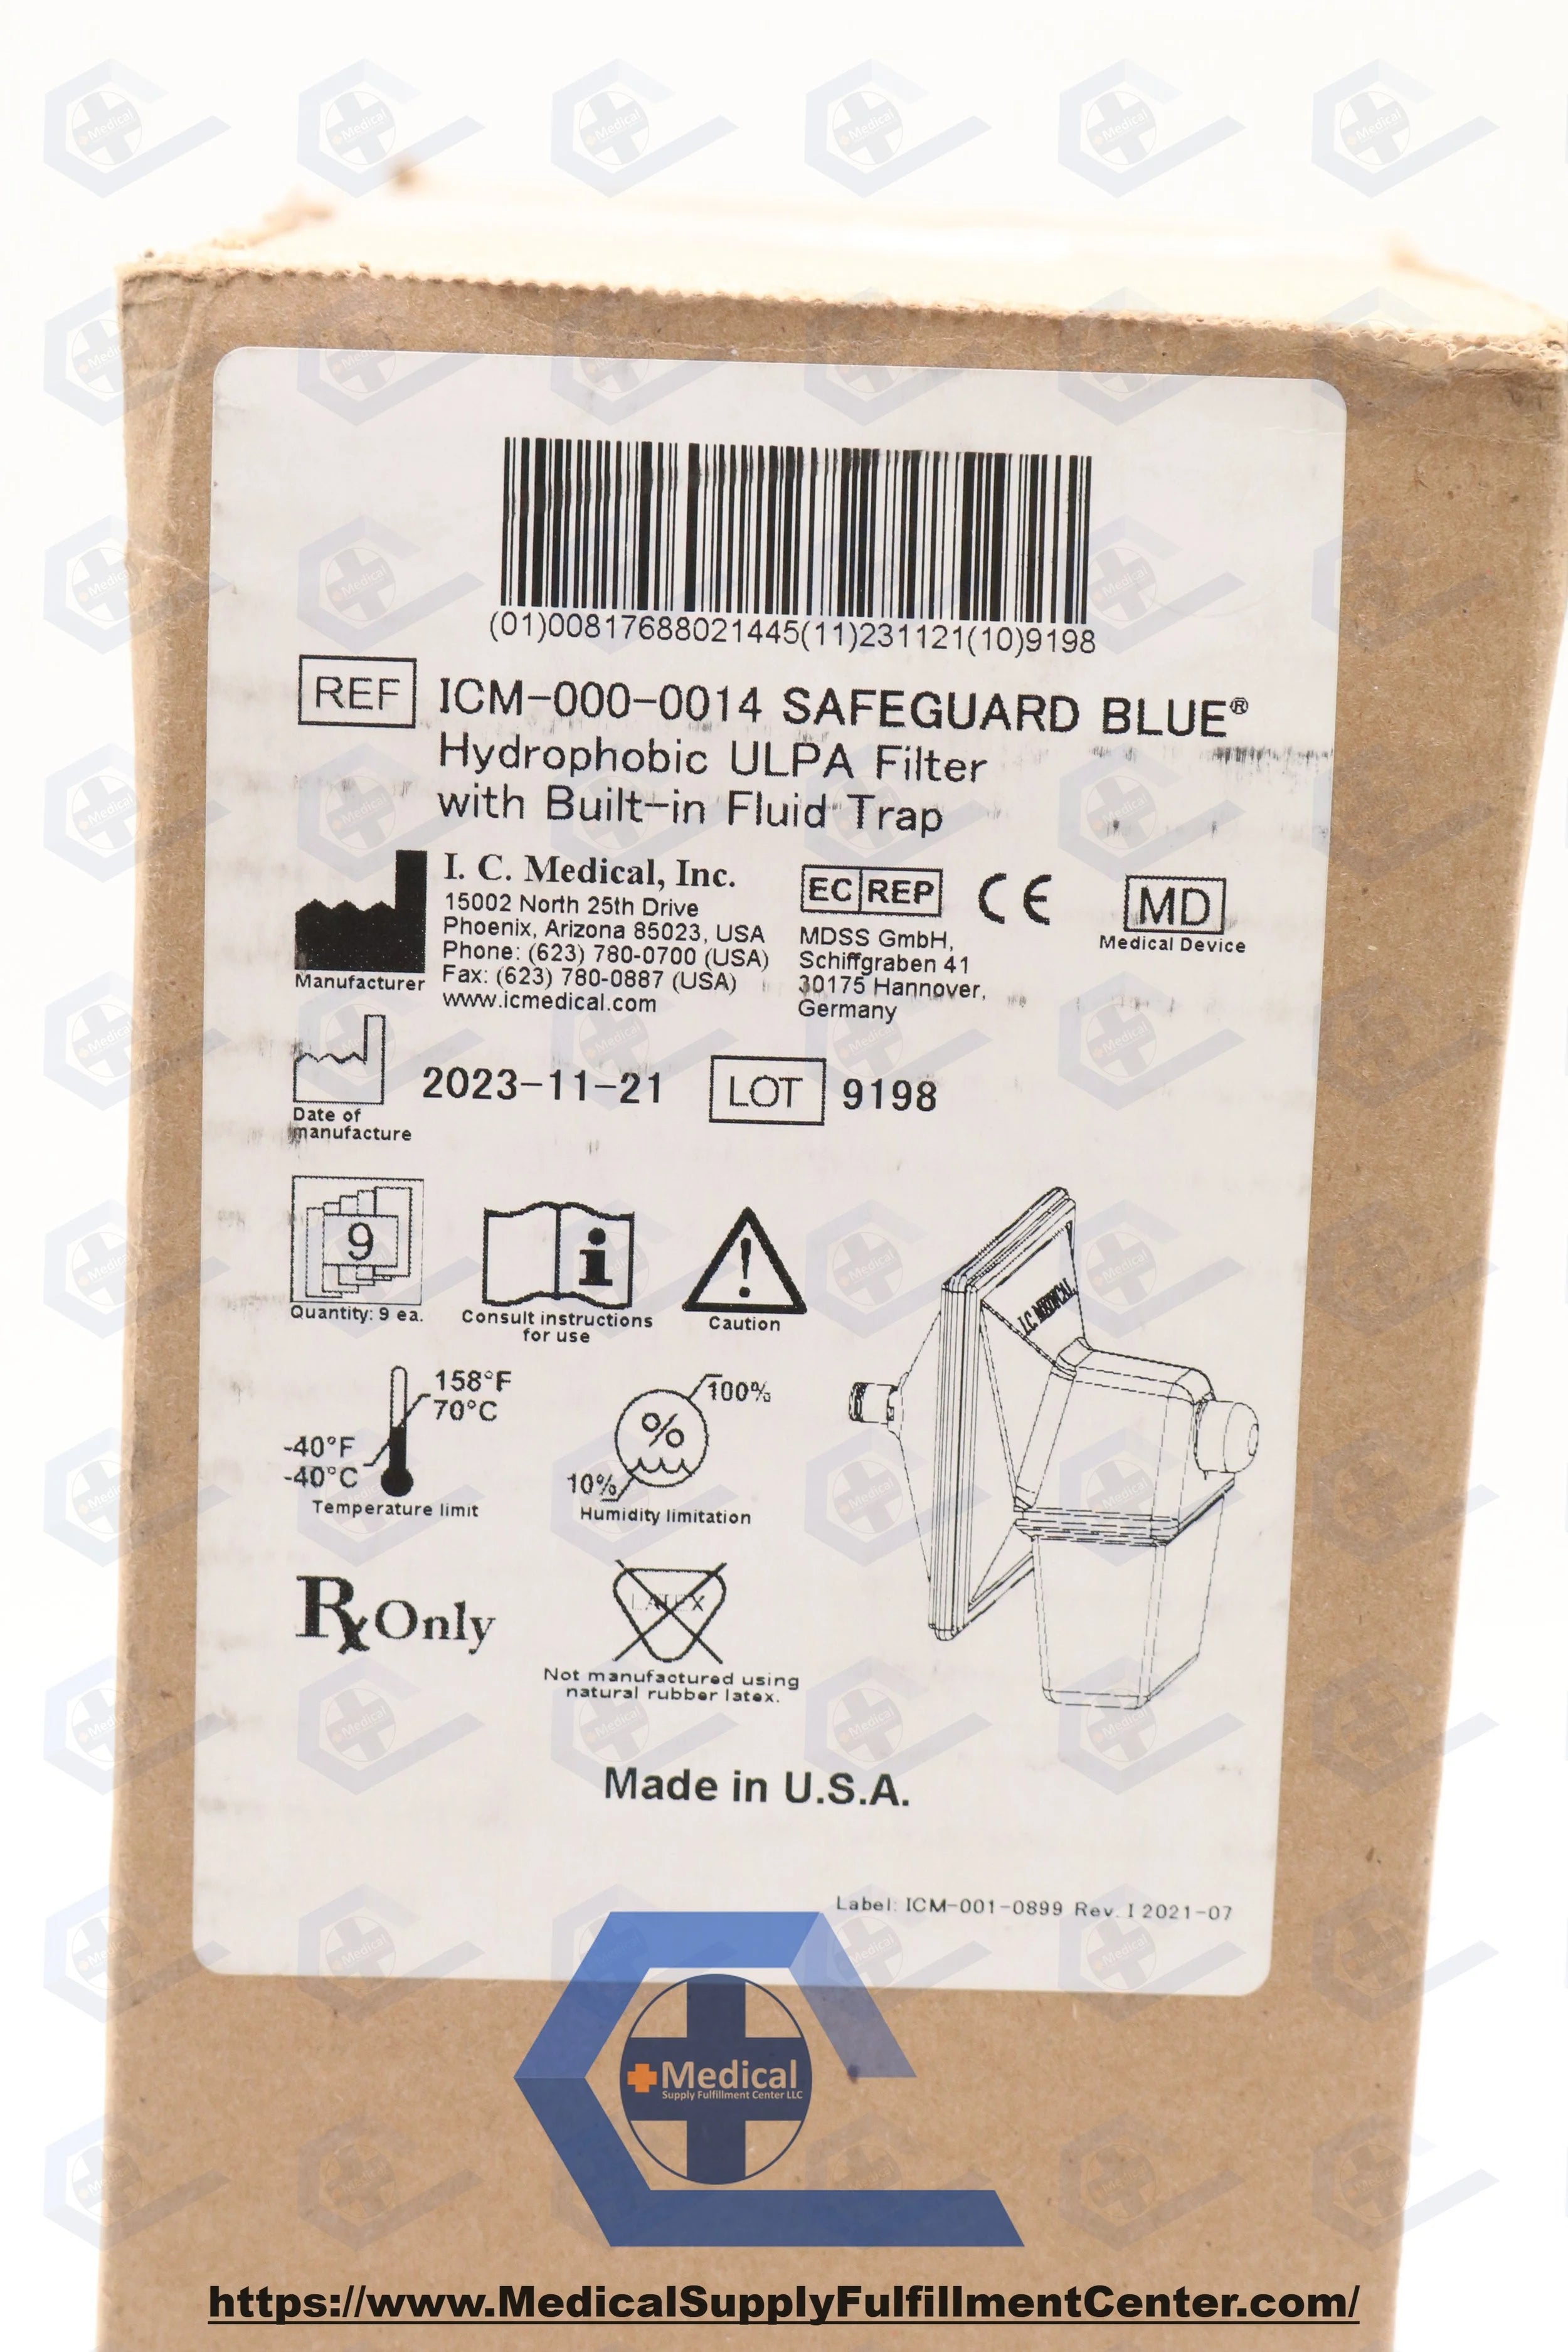 (01)00817688021445(11)231121(10)9198
REF ICM-000-0014 SAFEGUARD BLUE®
Hydrophobic ULPA Filter
with Built-in Fluid Trap
Manufacturer
I. C. Medical, Inc.
15002 North 25th Drive
Phoenix, Arizona 85023, USA
Phone: (623) 780-0700 (USA)
Fax: (623) 780-0887 (USA)
www.icmedical.com
EC REP
MDSS GmbH,
Schiffgraben 41
30175 Hannover,
Germany
CE
MD
Medical Device
Date of
manufacture
2023-11-21
LOT 9198
9
Quantity: 9 ea.
i
Consult instructions
for use
!
Caution
I.C. MEDICAL
158°F
70°C
-40°F
-40°C
Temperature limit
100%
%
10%
Humidity limitation
Rx Only
LATEX
Not manufactured using
natural rubber latex.
Made in U.S.A.
Label: ICM-001-0899 Rev. I 2021-07
Medical
Supply Fulfillment Center LLC
https://www.MedicalSupplyFulfillmentCenter.com/